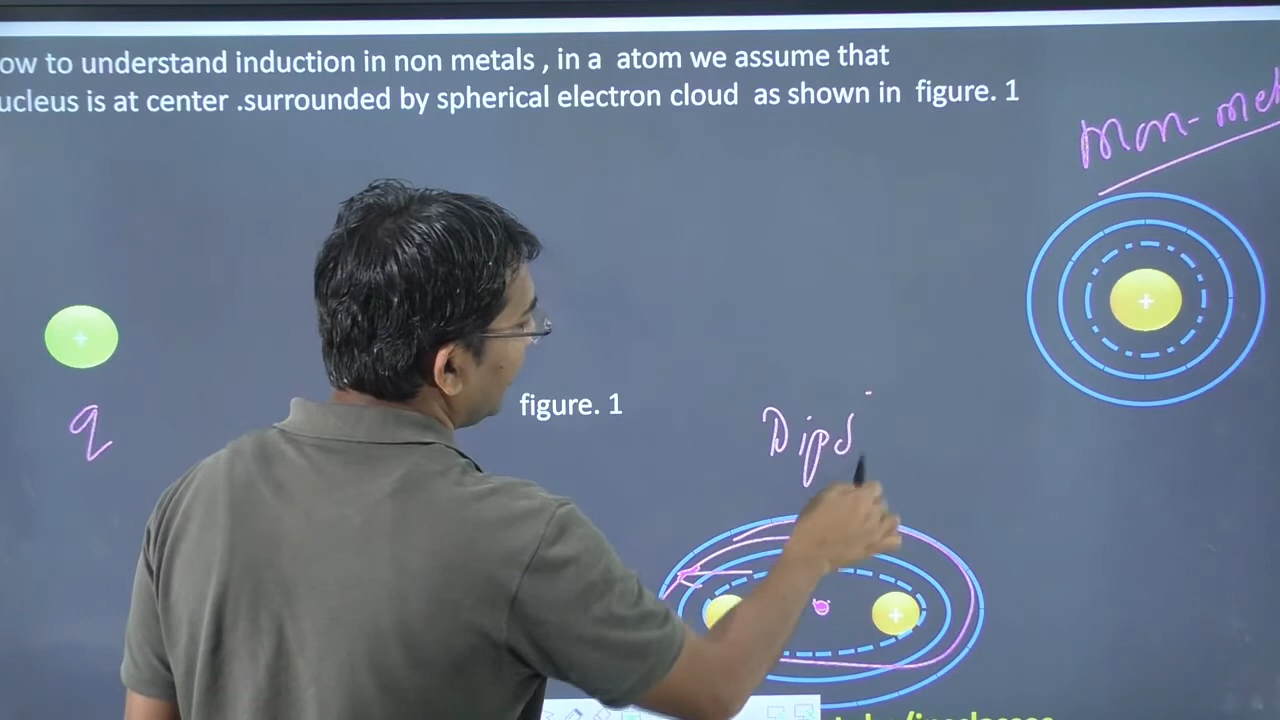 ow to understand induction in non metals , in a atom we assume that
ucleus is at center .surrounded by spherical electron cloud as shown in figure. 1
non-met
+
+
q
figure. 1
Dipo
+